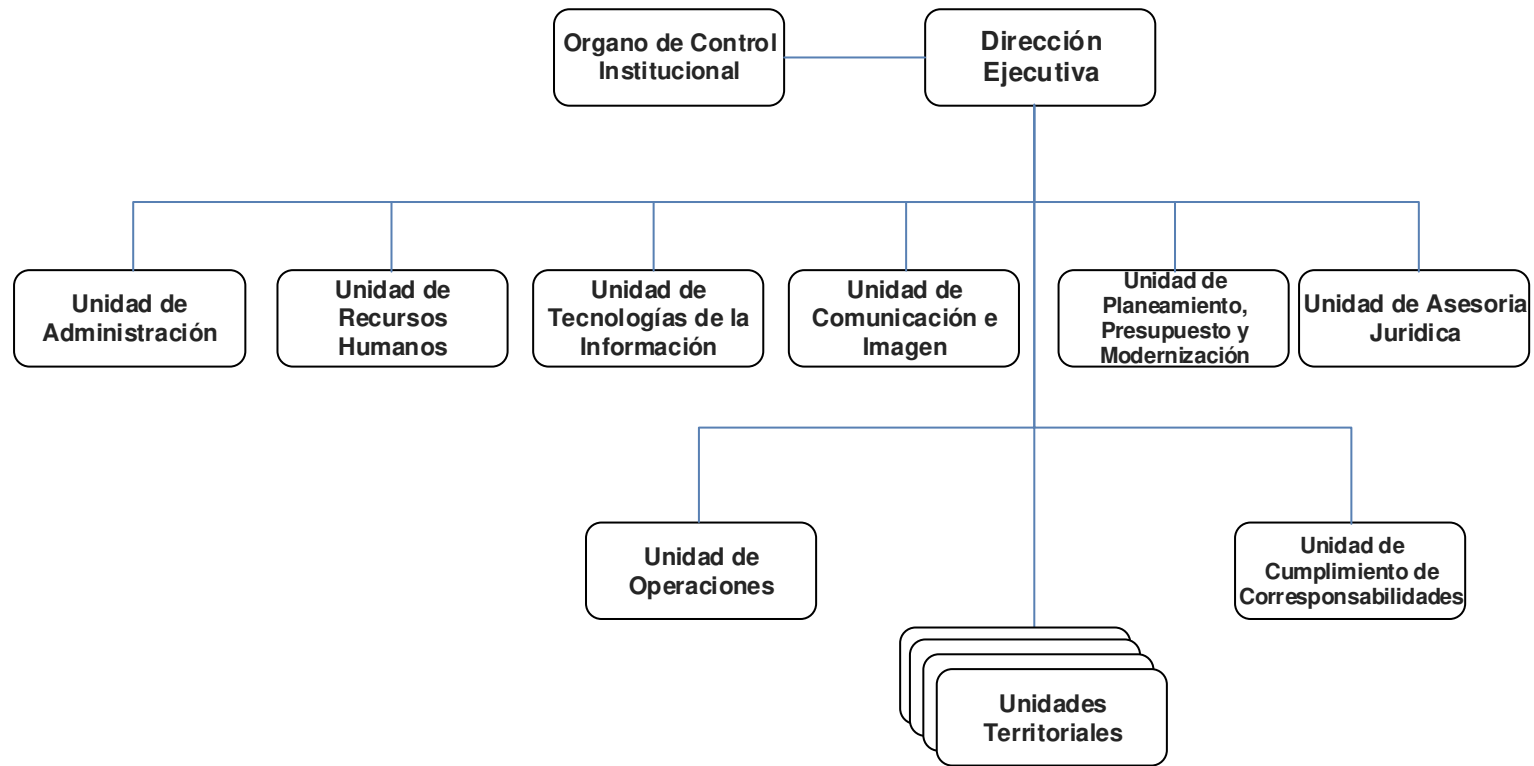 Organo de Control
Institucional
Dirección
Ejecutiva
Unidad de
Administración
Unidad de
Recursos
Humanos
Unidad de
Tecnologías de la
Información
Unidad de
Comunicación e
Imagen
Unidad de
Planeamiento,
Presupuesto y
Modernización
Unidad de Asesoria
Juridica
Unidad de
Operaciones
Unidad de
Cumplimiento de
Corresponsabilidades
Unidades
Territoriales